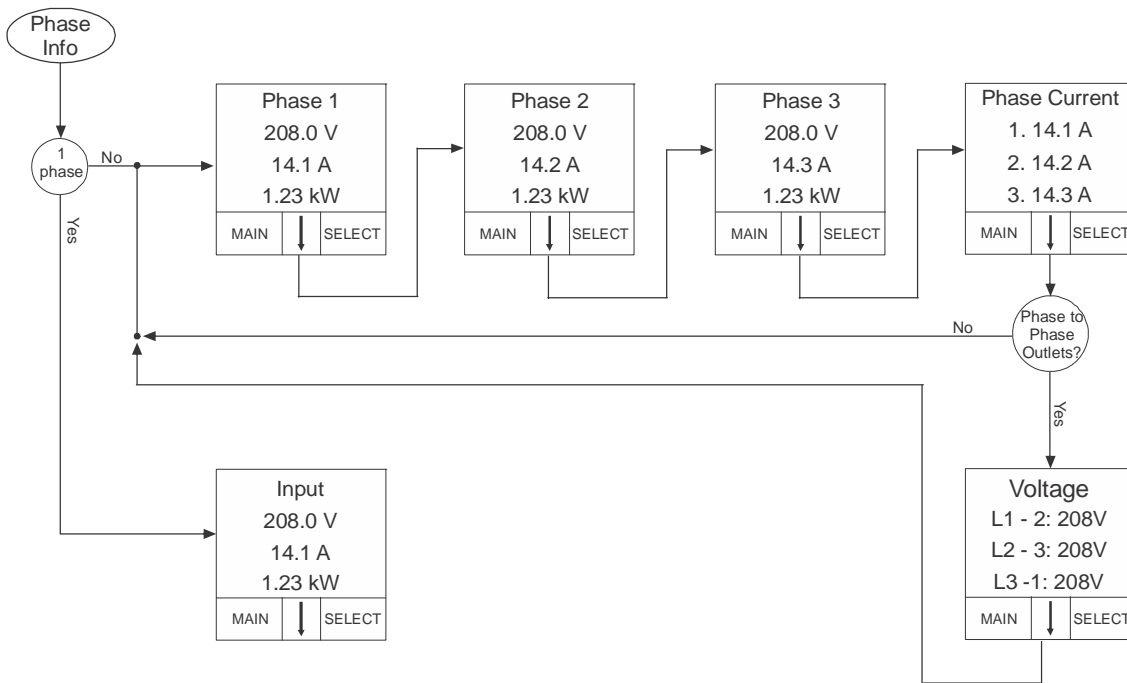 Phase
Info
1
phase
No
Yes
Phase 1
208.0 V
14.1 A
1.23 kW
MAIN
SELECT
Phase 2
208.0 V
14.2 A
1.23 kW
MAIN
SELECT
Phase 3
208.0 V
14.3 A
1.23 kW
MAIN
SELECT
Phase Current
1. 14.1 A
2. 14.2 A
3. 14.3 A
MAIN
SELECT
Phase to
Phase
Outlets?
No
Yes
Input
208.0 V
14.1 A
1.23 kW
MAIN
SELECT
Voltage
L1 - 2: 208V
L2 - 3: 208V
L3 -1: 208V
MAIN
SELECT